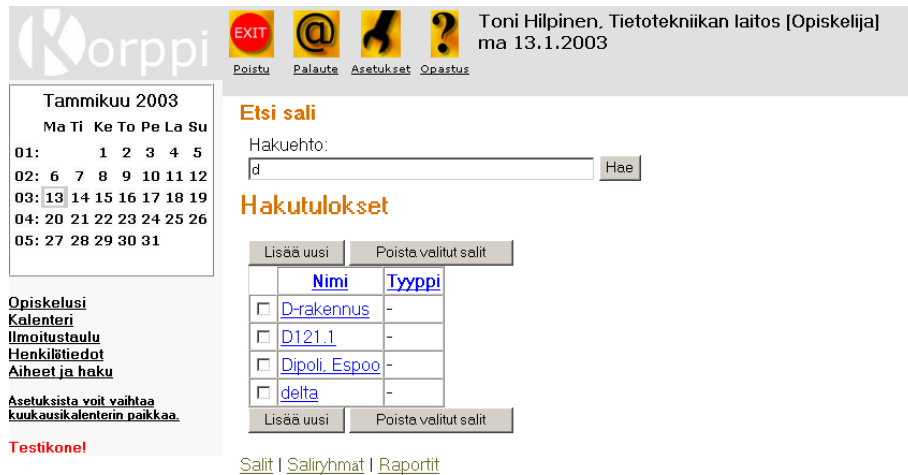 Korppi
EXIT
@
?
Poistu Palaute Asetukset Opastus
Toni Hilpinen, Tietotekniikan laitos [Opiskelija]
ma 13.1.2003
Tammikuu 2003
Ma Ti Ke To Pe La Su
01: 1 2 3 4 5
02: 6 7 8 9 10 11 12
03: 13 14 15 16 17 18 19
04: 20 21 22 23 24 25 26
05: 27 28 29 30 31
Opiskelusi
Kalenteri
Ilmoitustaulu
Henkilötiedot
Aiheet ja haku
Asetuksista voit vaihtaa
kuukausikalenterin paikkaa.
Testikone!
Etsi sali
Hakuehto:
d Hae
Hakutulokset
Lisää uusi Poista valitut salit
Nimi Tyyppi
D-rakennus -
D121.1 -
Dipoli, Espoo -
delta -
Lisää uusi Poista valitut salit
Salit | Saliryhmät | Raportit